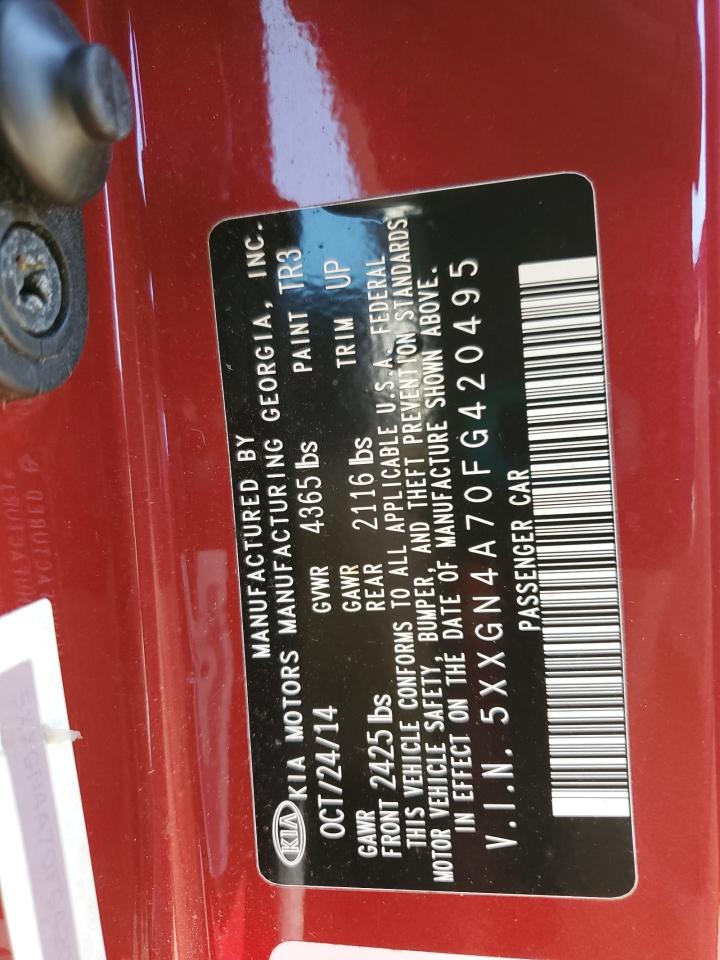 MANUFACTURED BY
KIA KIA MOTORS MANUFACTURING GEORGIA, INC.
OCT/24/14 GVWR 4365 lbs PAINT TR3
GAWR GAWR
FRONT 2425 lbs REAR 2116 lbs TRIM UP
THIS VEHICLE CONFORMS TO ALL APPLICABLE U.S.A. FEDERAL
MOTOR VEHICLE SAFETY, BUMPER, AND THEFT PREVENTION STANDARDS
IN EFFECT ON THE DATE OF MANUFACTURE SHOWN ABOVE.
V.I.N. 5XXGN4A70FG420495
PASSENGER CAR